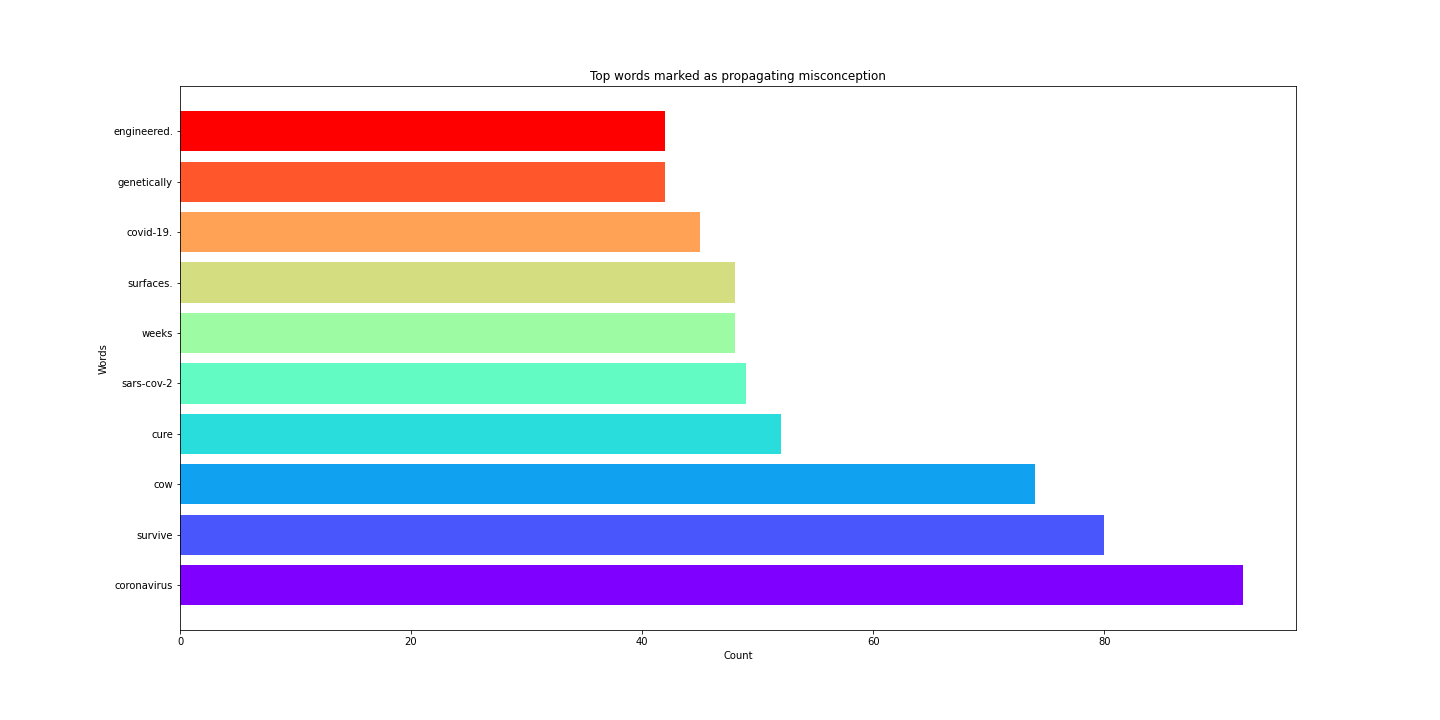 Top words marked as propagating misconception
engineered.
genetically
covid-19.
surfaces.
weeks
sars-cov-2
cure
cow
survive
coronavirus
Words
0 20 40 60 80
Count